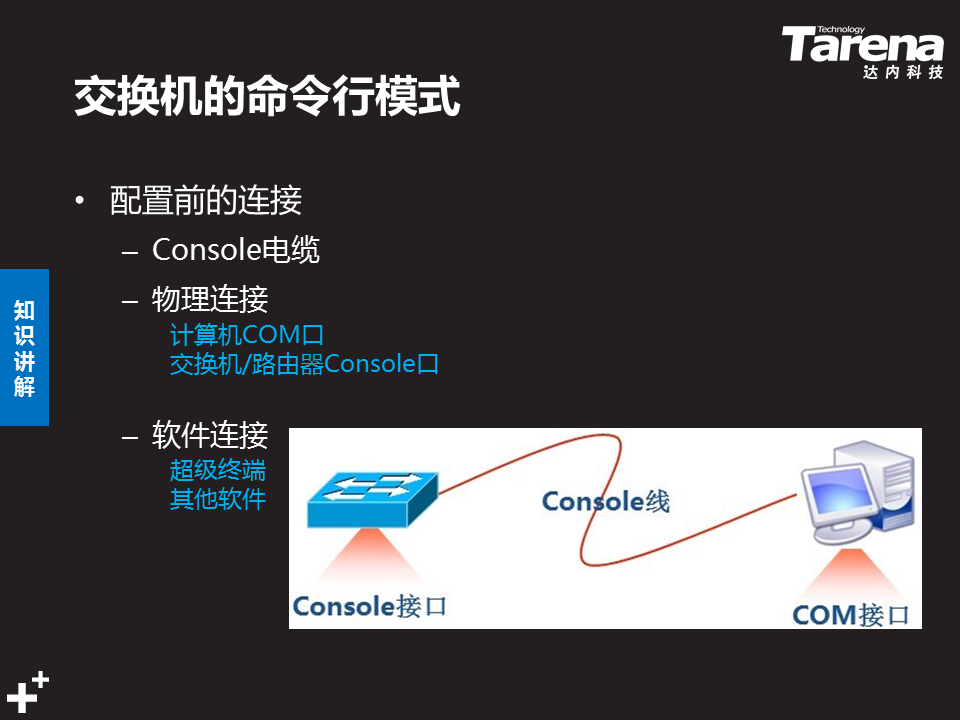 Technology
Tarena
达内科技
交换机的命令行模式
• 配置前的连接
– Console电缆
– 物理连接
计算机COM口
交换机/路由器Console口
– 软件连接
超级终端
其他软件
知识讲解
Console线
Console接口
COM接口